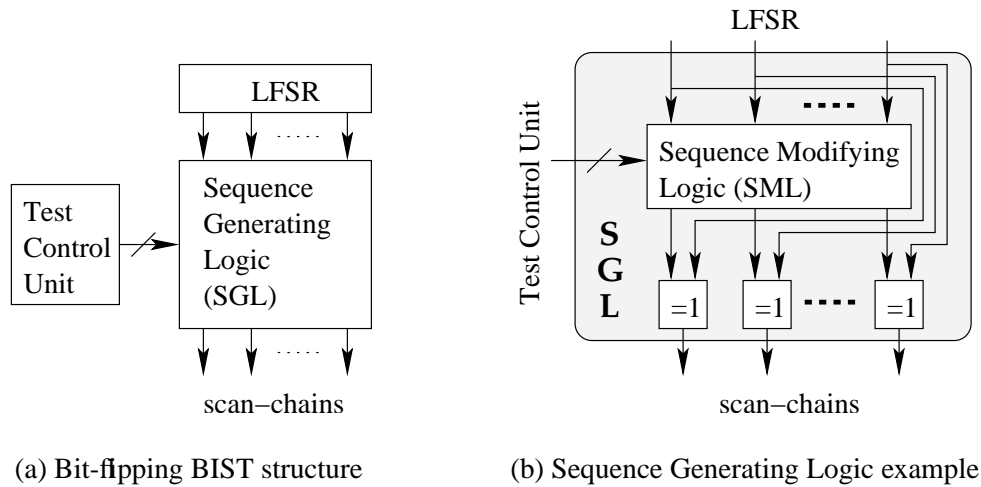 LFSR
Test
Control
Unit
Sequence
Generating
Logic
(SGL)
scan−chains
(a) Bit-flipping BIST structure
LFSR
Test Control Unit
Sequence Modifying
Logic (SML)
S
G
L
=1
=1
=1
scan−chains
(b) Sequence Generating Logic example